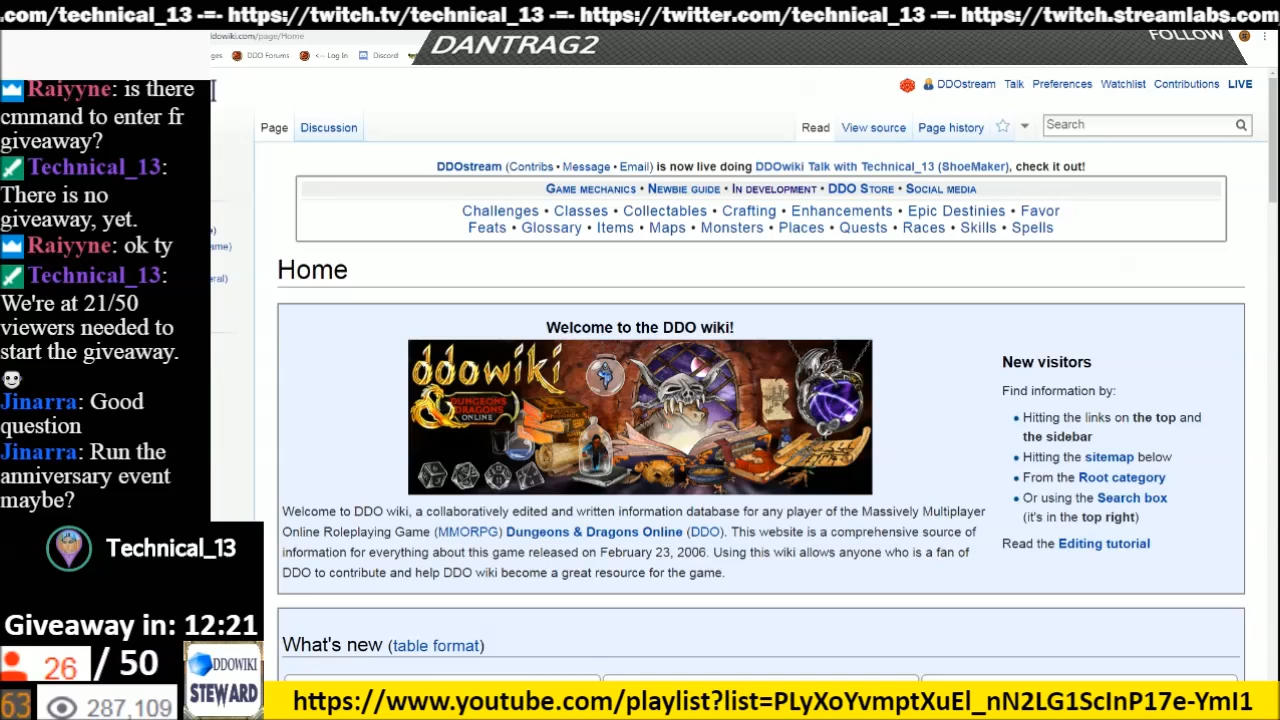 .com/technical_13 -=- https://twitch.tv/technical_13 -=- https://twitter.com/technical_13 -=- https://twitch.streamlabs.com
ddowiki.com/page/Home
DANTRAG2
FOLLOW
ges DDO Forums <-- Log In Discord
Raiyyne: is there
cmmand to enter fr
giveaway?
Technical_13:
There is no
giveaway, yet.
Raiyyne: ok ty
Technical_13:
We're at 21/50
viewers needed to
start the giveaway.
Jinarra: Good
question
Jinarra: Run the
anniversary event
maybe?
Technical_13
Giveaway in: 12:21
26 / 50
63 287,109
DDOWIKI
STEWARD
DDOstream Talk Preferences Watchlist Contributions LIVE
Page Discussion Read View source Page history Search
DDOstream (Contribs • Message • Email) is now live doing DDOwiki Talk with Technical_13 (ShoeMaker), check it out!
GAME MECHANICS • NEWBIE GUIDE • IN DEVELOPMENT • DDO STORE • SOCIAL MEDIA
Challenges • Classes • Collectables • Crafting • Enhancements • Epic Destinies • Favor
Feats • Glossary • Items • Maps • Monsters • Places • Quests • Races • Skills • Spells
ame)
eral)
Home
Welcome to the DDO wiki!
ddowiki
DUNGEONS & DRAGONS
ONLINE
Welcome to DDO wiki, a collaboratively edited and written information database for any player of the Massively Multiplayer
Online Roleplaying Game (MMORPG) Dungeons & Dragons Online (DDO). This website is a comprehensive source of
information for everything about this game released on February 23, 2006. Using this wiki allows anyone who is a fan of
DDO to contribute and help DDO wiki become a great resource for the game.
New visitors
Find information by:
• Hitting the links on the top and
the sidebar
• Hitting the sitemap below
• From the Root category
• Or using the Search box
(it's in the top right)
Read the Editing tutorial
What's new (table format)
https://www.youtube.com/playlist?list=PLyXoYvmptXuEl_nN2LG1ScInP17e-YmI1